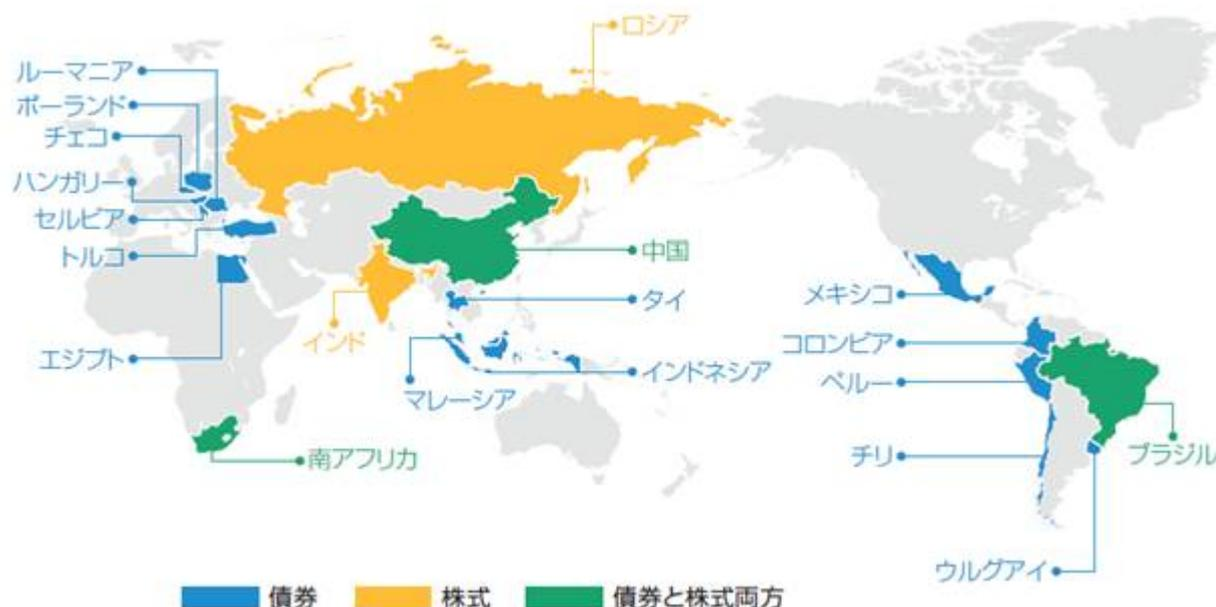 ロシア
ルーマニア
ポーランド
チェコ
ハンガリー
セルビア
トルコ
エジプト
インド
中国
タイ
マレーシア
インドネシア
南アフリカ
メキシコ
コロンビア
ペルー
チリ
ブラジル
ウルグアイ
債券
株式
債券と株式両方